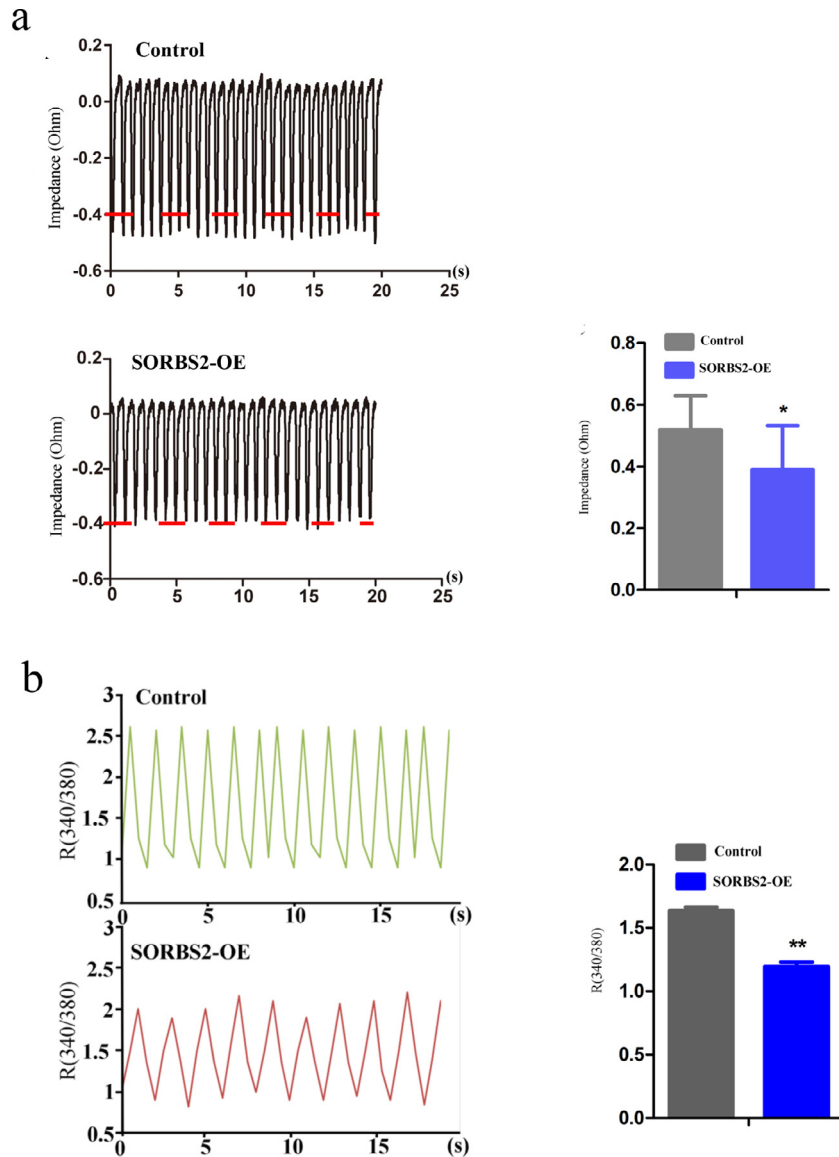 a
Control
0.2
0.0
-0.2
-0.4
-0.6
Impedance (Ohm)
0 5 10 15 20 25
(s)
SORBS2-OE
0.2
0
-0.2
-0.4
-0.6
Impedance (Ohm)
0 5 10 15 20 25
(s)
0.8
0.6
0.4
0.2
0.0
Impedance (Ohm)
Control
SORBS2-OE
*
b
Control
3
2.5
2
1.5
1
0.5
R(340/380)
0 5 10 15 (s)
SORBS2-OE
3
2.5
2
1.5
1
0.5
R(340/380)
0 5 10 15 (s)
Control
SORBS2-OE
2.0
1.5
1.0
0.5
0.0
R(340/380)
**